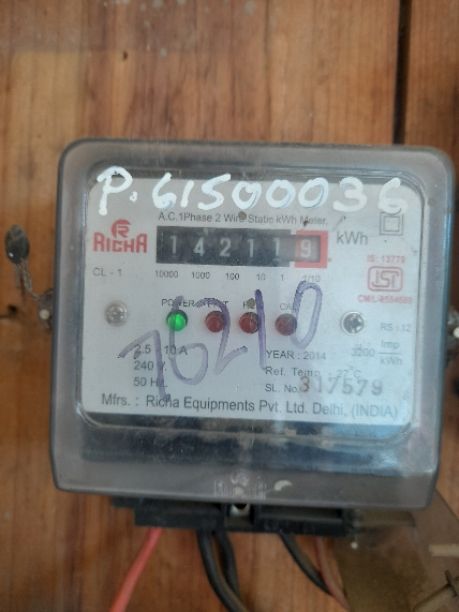 P. 61500036
A.C.1Phase 2 Wire Static kWh Meter.
RICHA
142119 kWh
IS: 13779
10000 1000 100 10 1 1/10
CL - 1
POWER
CAL
RS: 12
2.5 - 10 A
YEAR : 2014
3200 Imp/kWh
240 V
Ref. Temp : 27°C
50 Hz.
SL. No. 317579
Mfrs. : Richa Equipments Pvt. Ltd. Delhi, (INDIA)